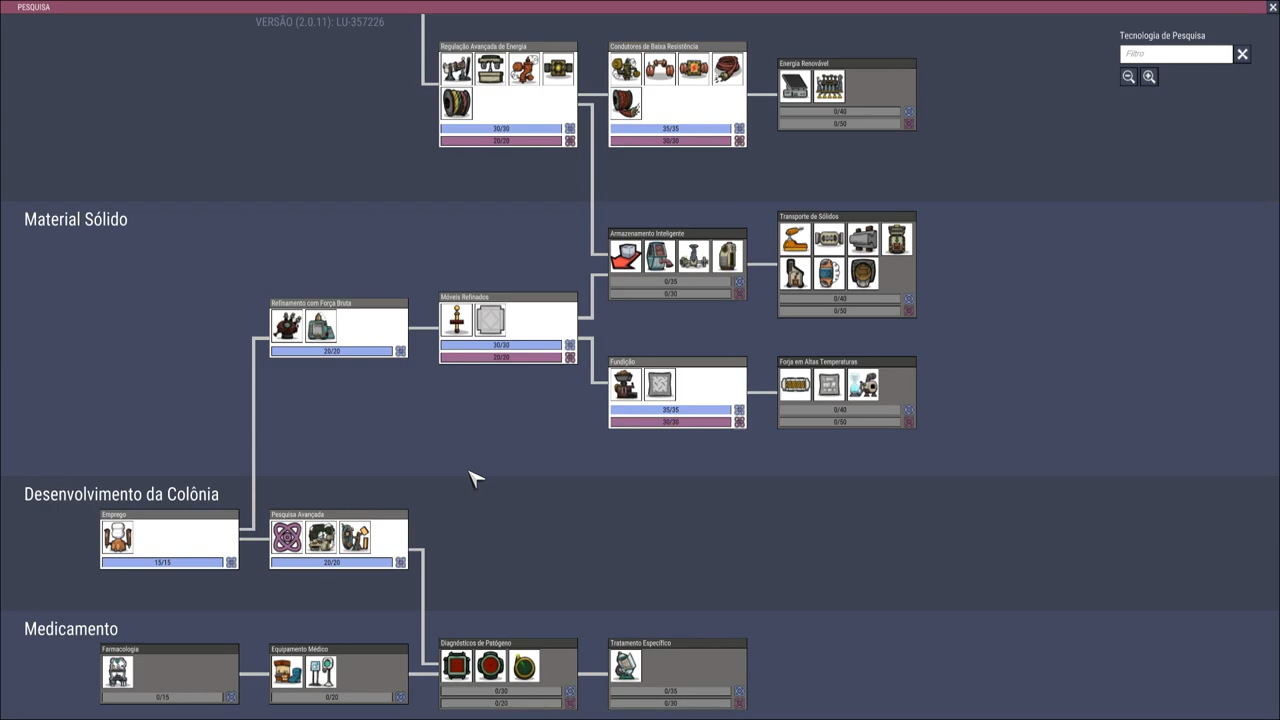 PESQUISA
VERSÃO (2.0.11): LU-357226
Tecnologia de Pesquisa
Filtro
Regulação Avançada de Energia
30/30
20/20
Condutores de Baixa Resistência
35/35
30/30
Energia Renovável
0/40
0/50
Material Sólido
Armazenamento Inteligente
0/35
0/30
Transporte de Sólidos
0/40
0/50
Refinamento com Força Bruta
20/20
Móveis Refinados
30/30
20/20
Fundição
35/35
30/30
Forja em Altas Temperaturas
0/40
0/50
Desenvolvimento da Colônia
Emprego
15/15
Pesquisa Avançada
20/20
Medicamento
Farmacologia
0/15
Equipamento Médico
0/20
Diagnósticos de Patógeno
0/30
0/20
Tratamento Específico
0/35
0/30